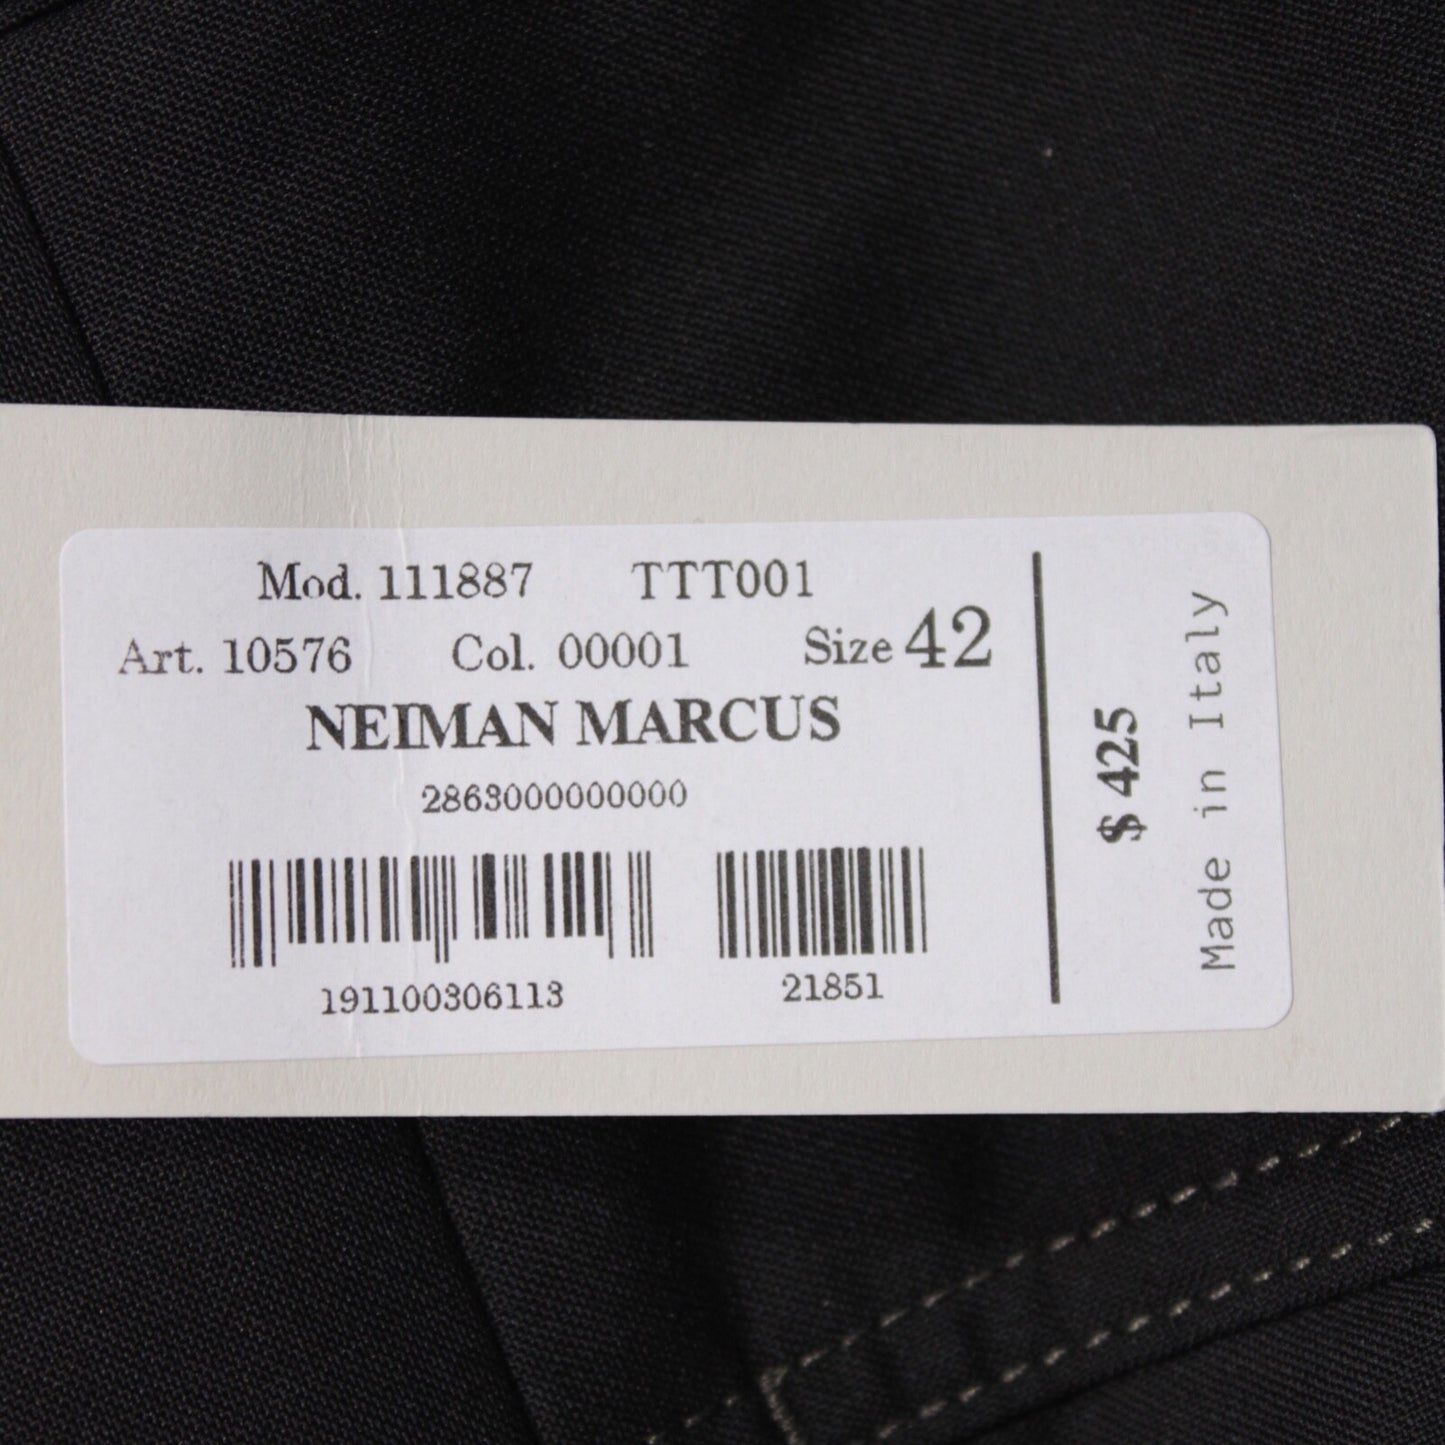 Mod. 111887 TTT001
Art. 10576 Col. 00001 Size 42
NEIMAN MARCUS
2863000000000
191100306113 21851
$ 425
Made in Italy